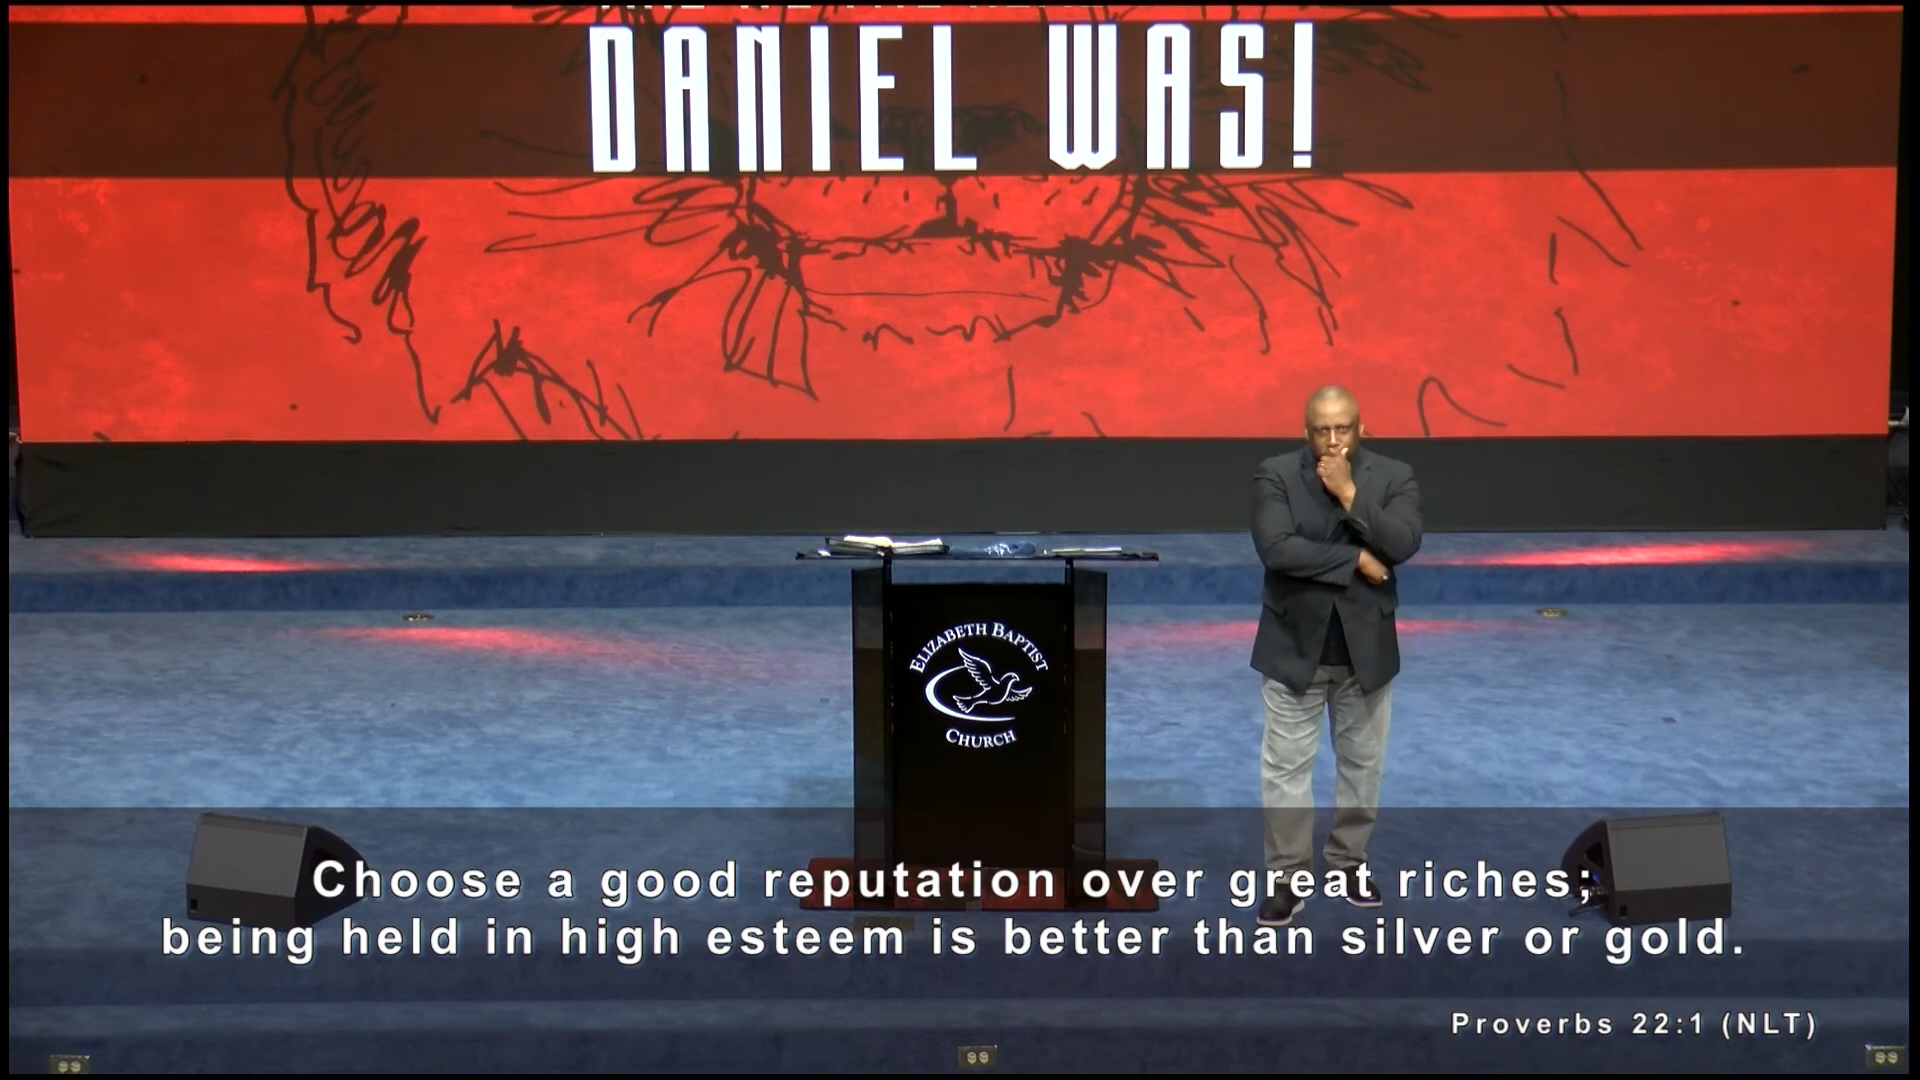 DANIEL WAS!
ELIZABETH BAPTIST
CHURCH
Choose a good reputation over great riches;
being held in high esteem is better than silver or gold.
Proverbs 22:1 (NLT)